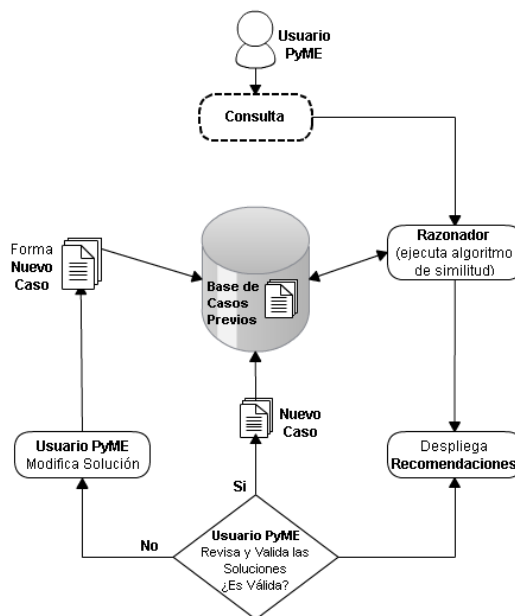 Usuario
PyME
Consulta
Forma
Nuevo
Caso
Razonador
(ejecuta algoritmo
de similitud)
Base de
Casos
Previos
Nuevo
Caso
Usuario PyME
Modifica Solución
Despliega
Recomendaciones
Si
No
Usuario PyME
Revisa y Valida las
Soluciones
¿Es Válida?